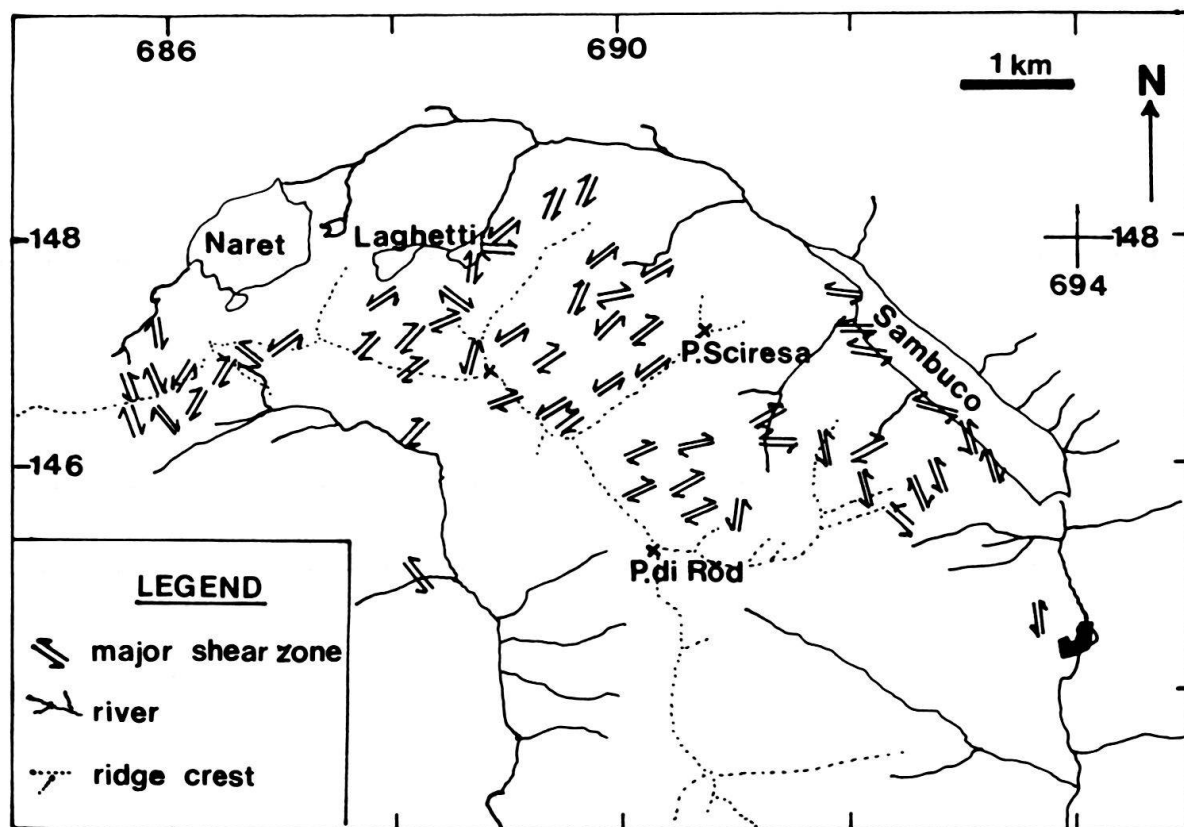 686
690
1 km
N
148
Naret
Laghetti
148
694
P.Sciresa
Sambuco
146
P.di Rod
LEGEND
major shear zone
river
ridge crest